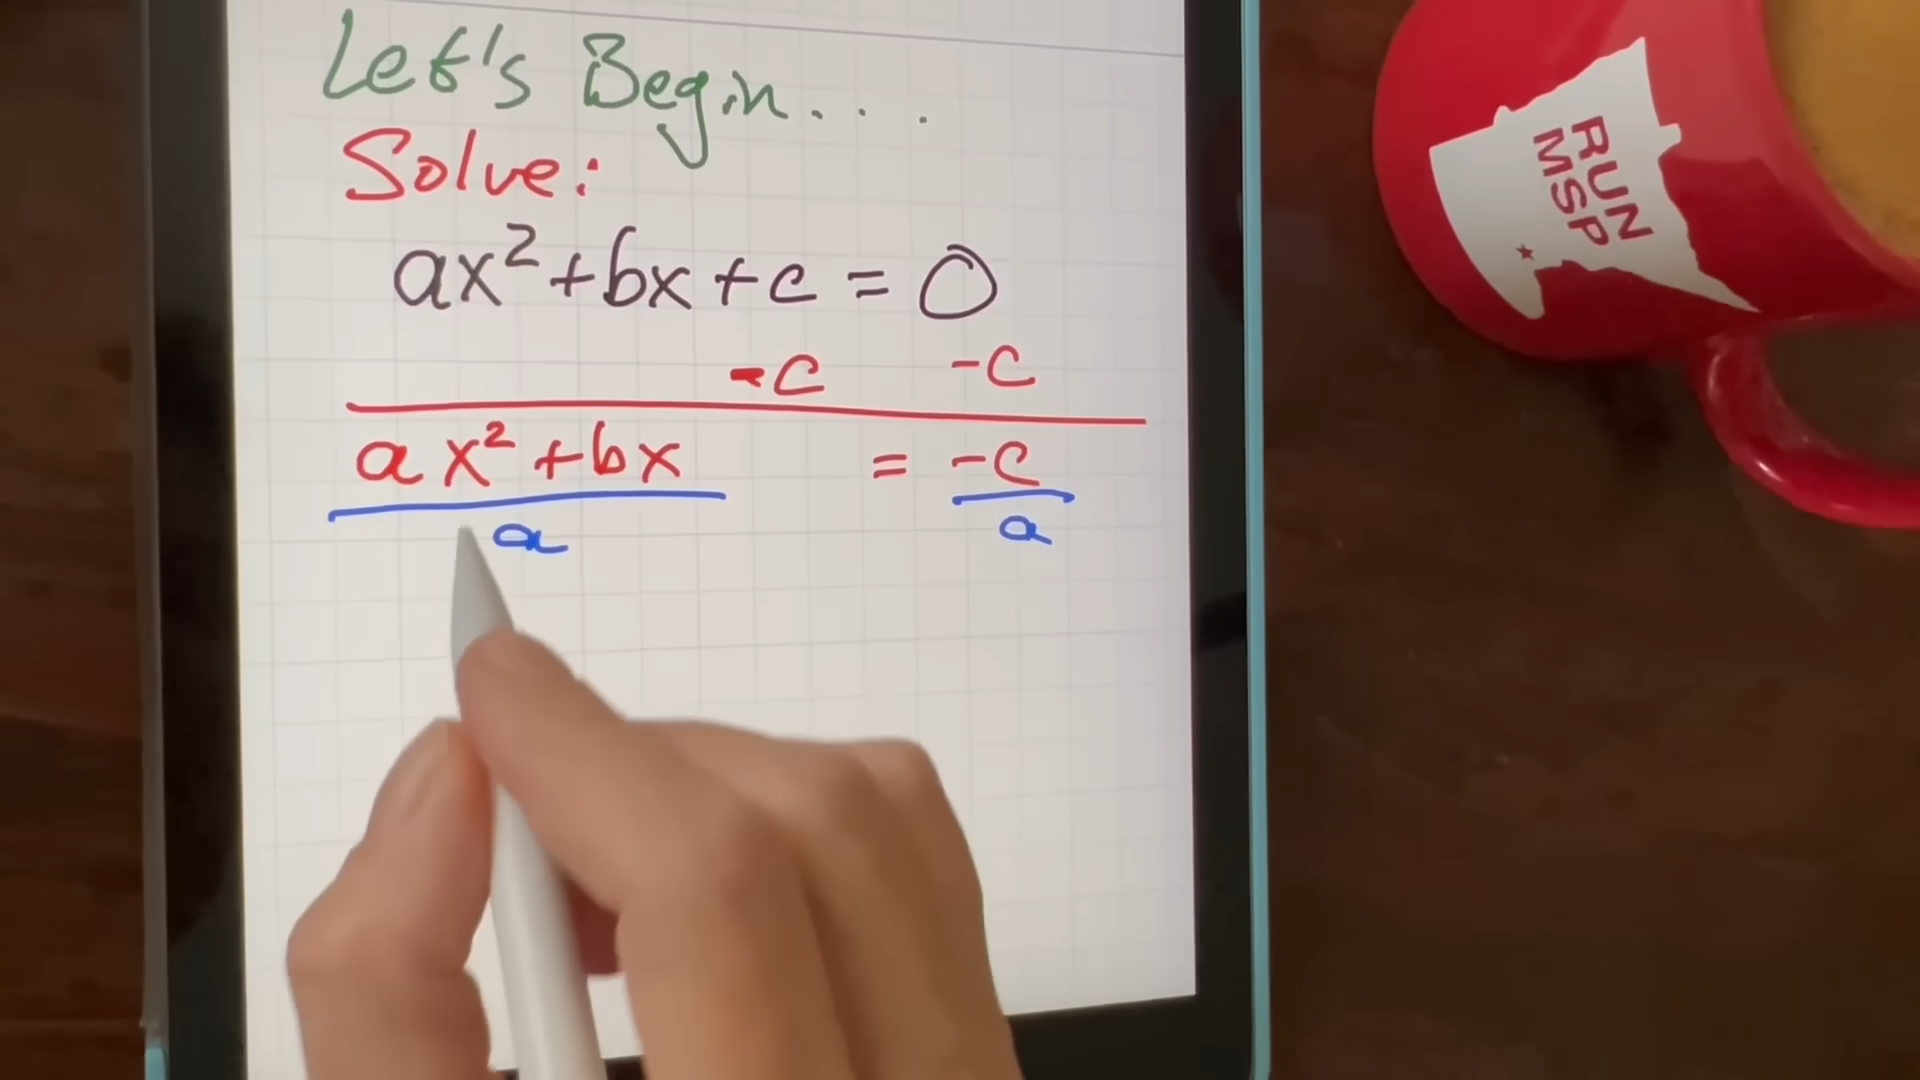 Let's Begin...
Solve:
ax²+bx+c=0
-c -c
ax²+bx = -c
a a
RUN
MSP